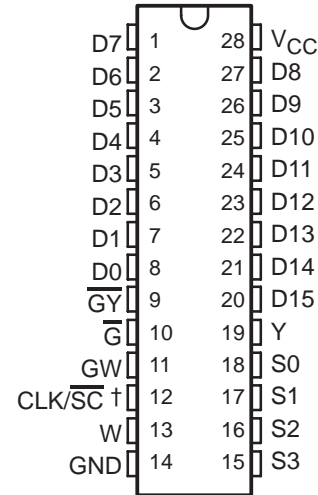 D7 1 28 VCC
D6 2 27 D8
D5 3 26 D9
D4 4 25 D10
D3 5 24 D11
D2 6 23 D12
D1 7 22 D13
D0 8 21 D14
G̅Y̅ 9 20 D15
G̅ 10 19 Y
GW 11 18 S0
CLK/S̅C̅ † 12 17 S1
W 13 16 S2
GND 14 15 S3